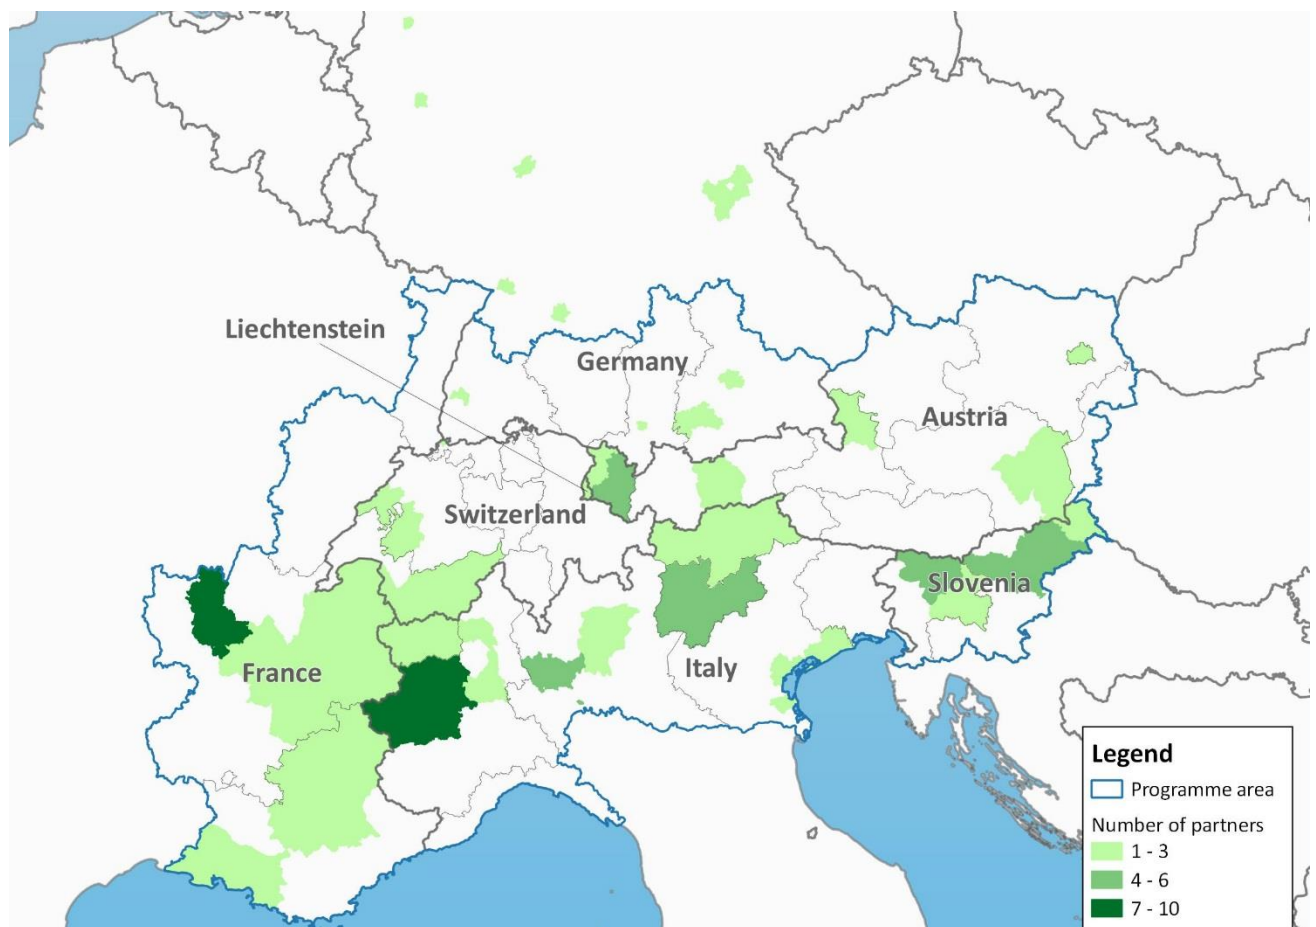 Liechtenstein
Germany
Austria
Switzerland
Slovenia
France
Italy
Legend
Programme area
Number of partners
1 - 3
4 - 6
7 - 10